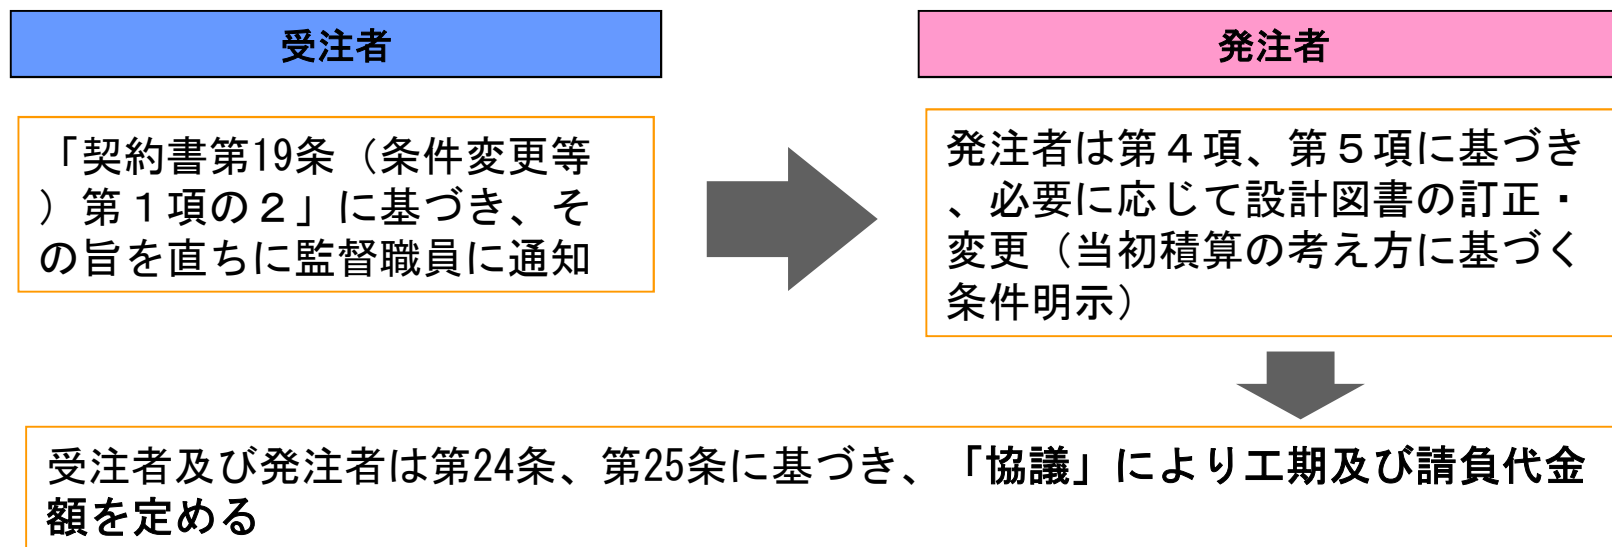 受注者
発注者
「契約書第19条（条件変更等
）第１項の２」に基づき、そ
の旨を直ちに監督職員に通知
発注者は第４項、第５項に基づき
、必要に応じて設計図書の訂正・
変更（当初積算の考え方に基づく
条件明示）
受注者及び発注者は第24条、第25条に基づき、「協議」により工期及び請負代金
額を定める